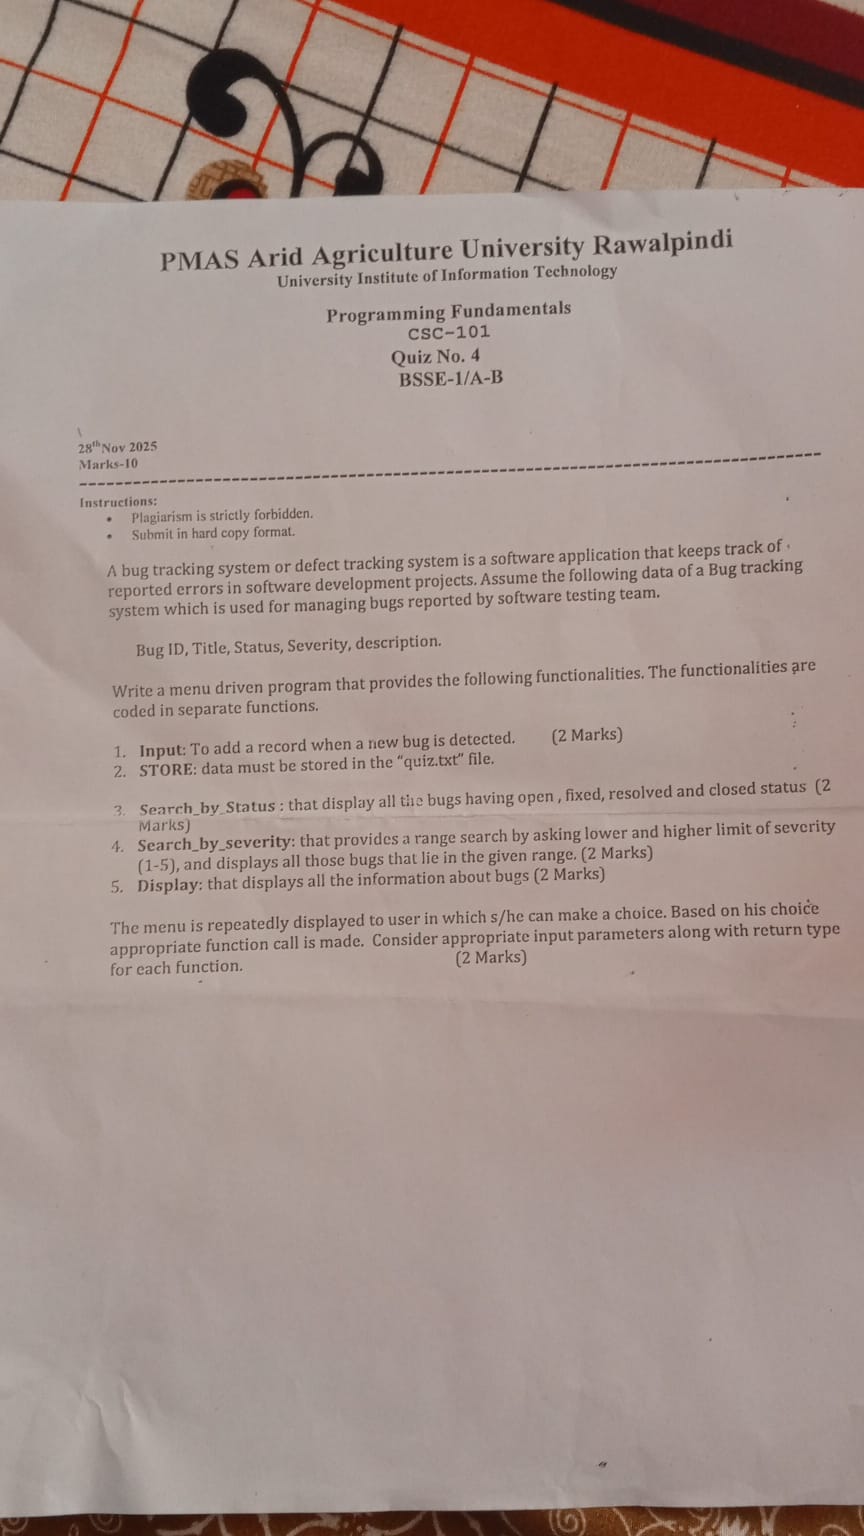 PMAS Arid Agriculture University Rawalpindi
University Institute of Information Technology
Programming Fundamentals
CSC-101
Quiz No. 4
BSSE-1/A-B
28th Nov 2025
Marks-10
Instructions:
• Plagiarism is strictly forbidden.
• Submit in hard copy format.
A bug tracking system or defect tracking system is a software application that keeps track of
reported errors in software development projects. Assume the following data of a Bug tracking
system which is used for managing bugs reported by software testing team.
Bug ID, Title, Status, Severity, description.
Write a menu driven program that provides the following functionalities. The functionalities are
coded in separate functions.
1. Input: To add a record when a new bug is detected. (2 Marks)
2. STORE: data must be stored in the “quiz.txt” file.
3. Search_by_Status : that display all the bugs having open , fixed, resolved and closed status (2
Marks)
4. Search_by_severity: that provides a range search by asking lower and higher limit of severity
(1-5), and displays all those bugs that lie in the given range. (2 Marks)
5. Display: that displays all the information about bugs (2 Marks)
The menu is repeatedly displayed to user in which s/he can make a choice. Based on his choice
appropriate function call is made. Consider appropriate input parameters along with return type
for each function. (2 Marks)